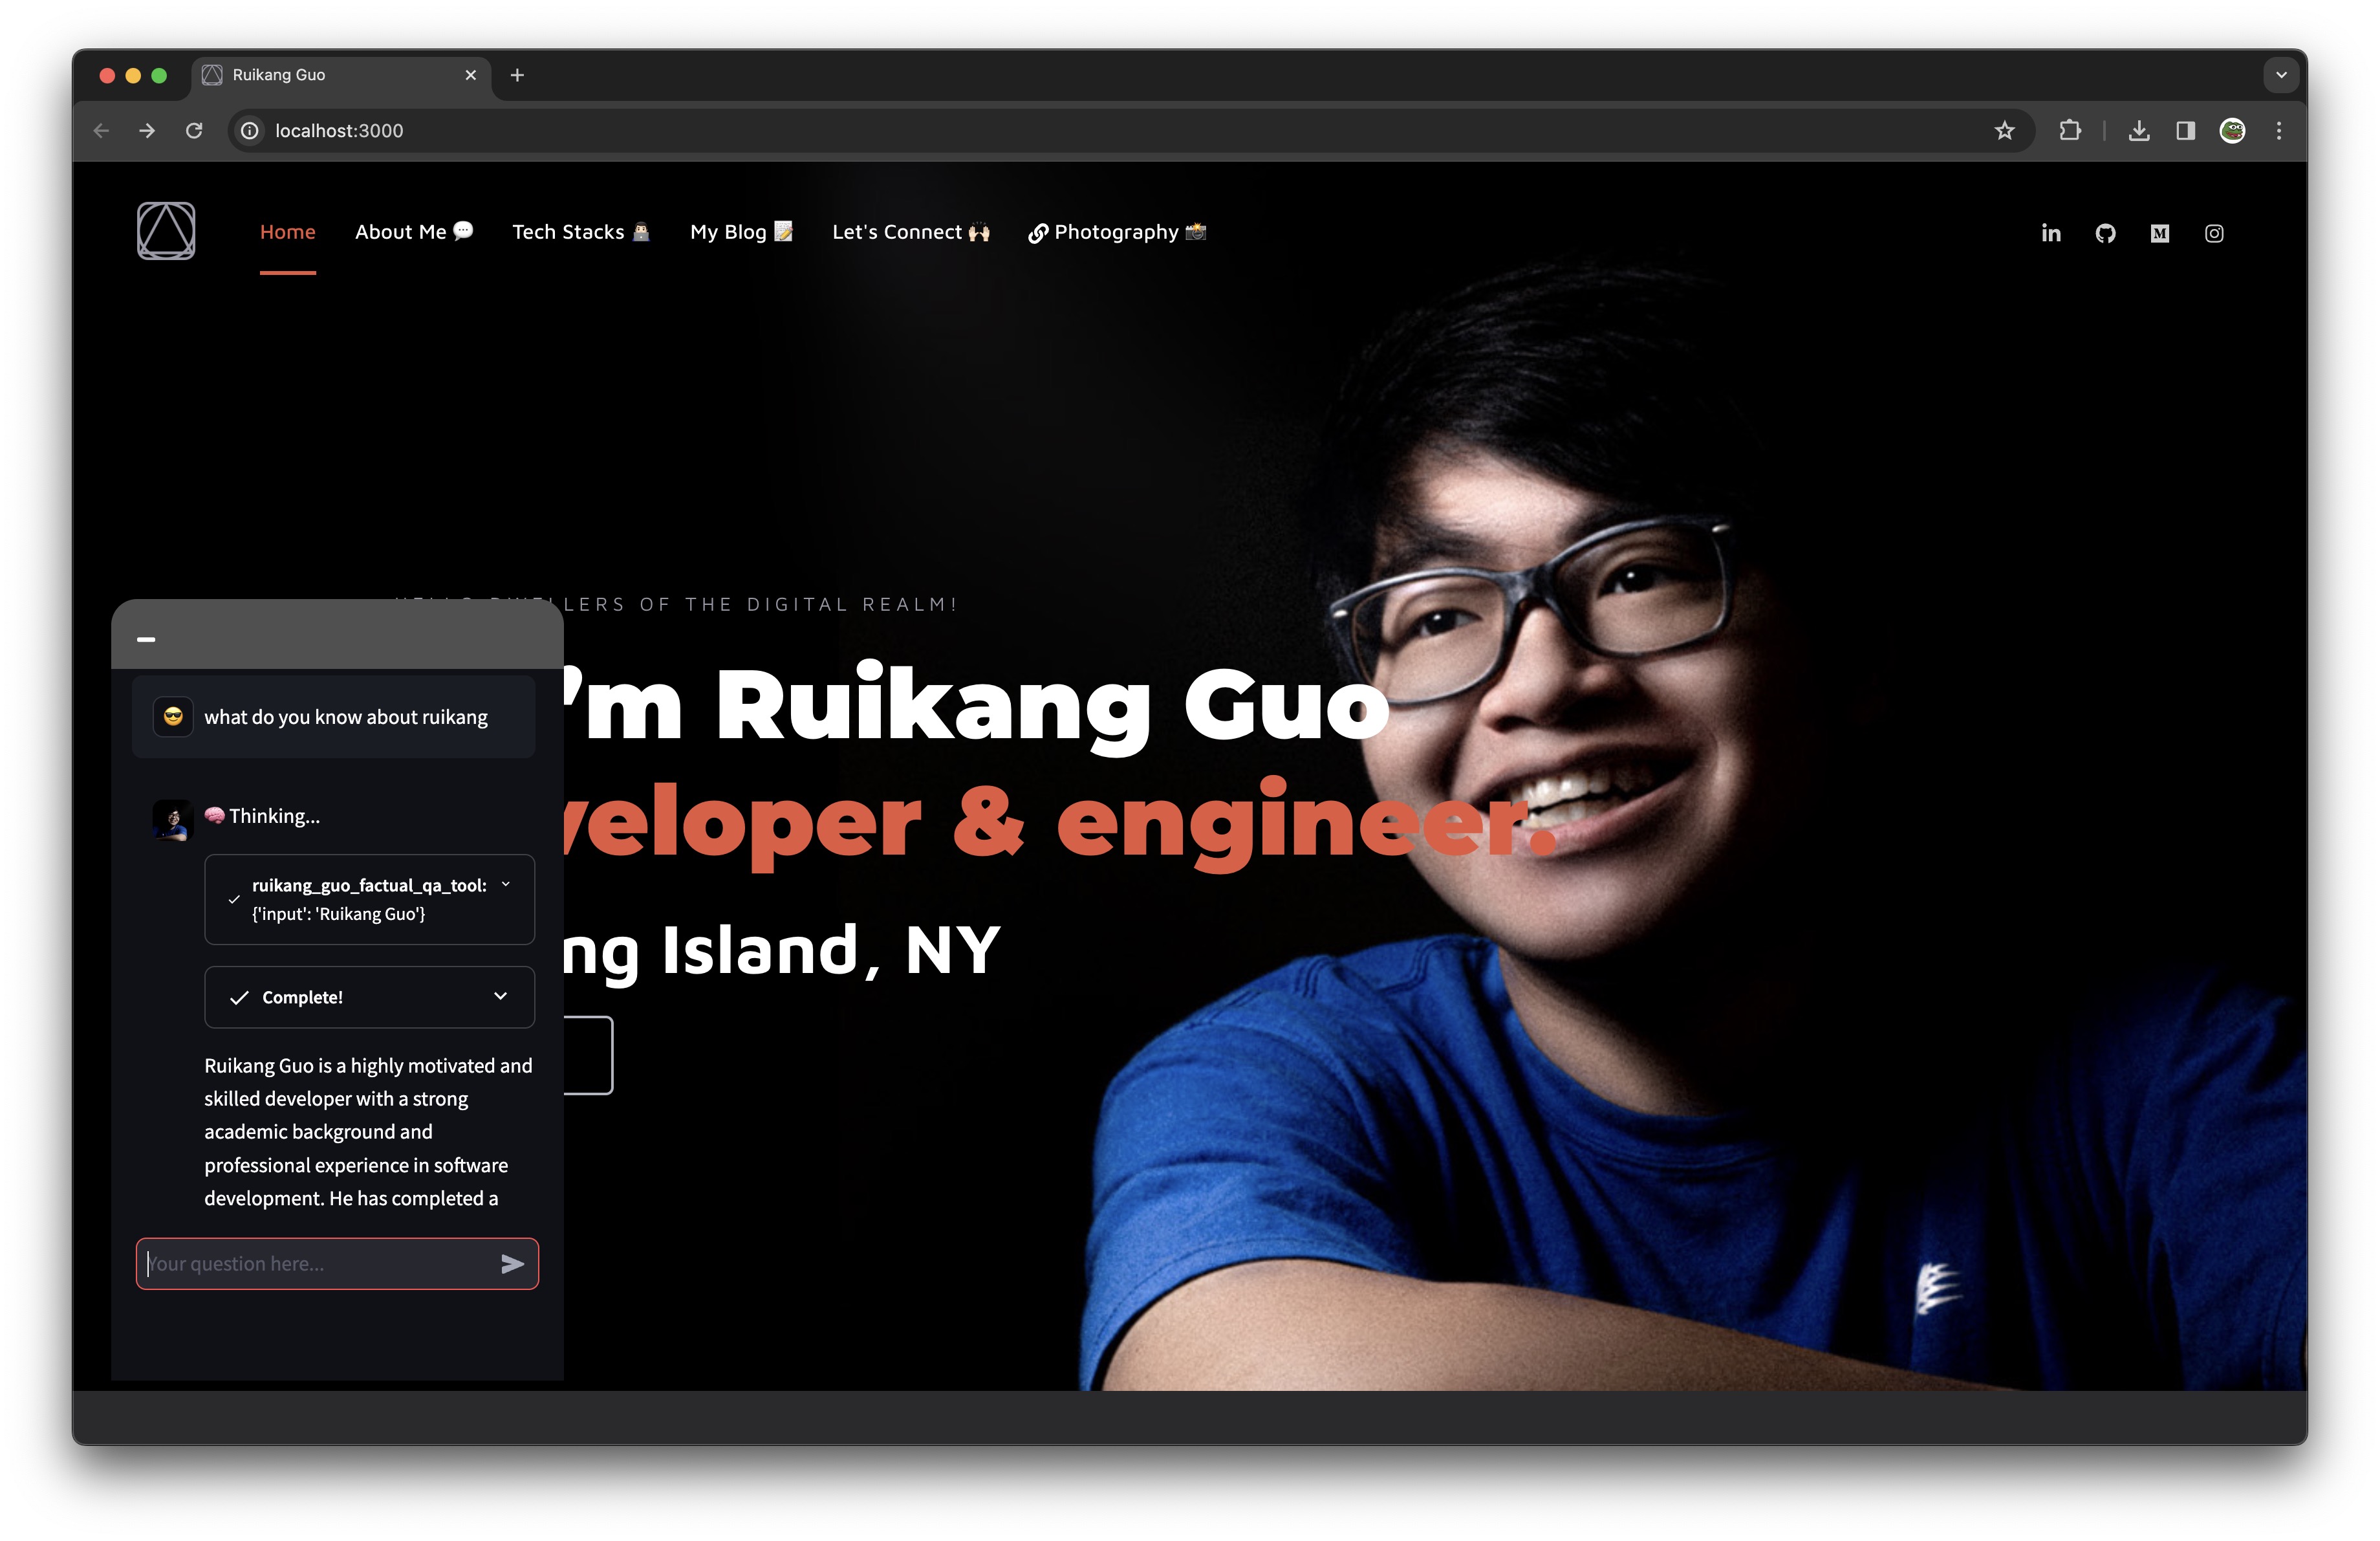 Ruikang Guo
localhost:3000
Home About Me 💬 Tech Stacks 👨🏻‍💻 My Blog 📝 Let's Connect 🙌🏻 🔗 Photography 📸
LLERS OF THE DIGITAL REALM!
'm Ruikang Guo
veloper & engineer.
ng Island, NY
what do you know about ruikang
🧠 Thinking...
ruikang_guo_factual_qa_tool:
{'input': 'Ruikang Guo'}
Complete!
Ruikang Guo is a highly motivated and
skilled developer with a strong
academic background and
professional experience in software
development. He has completed a
Your question here...